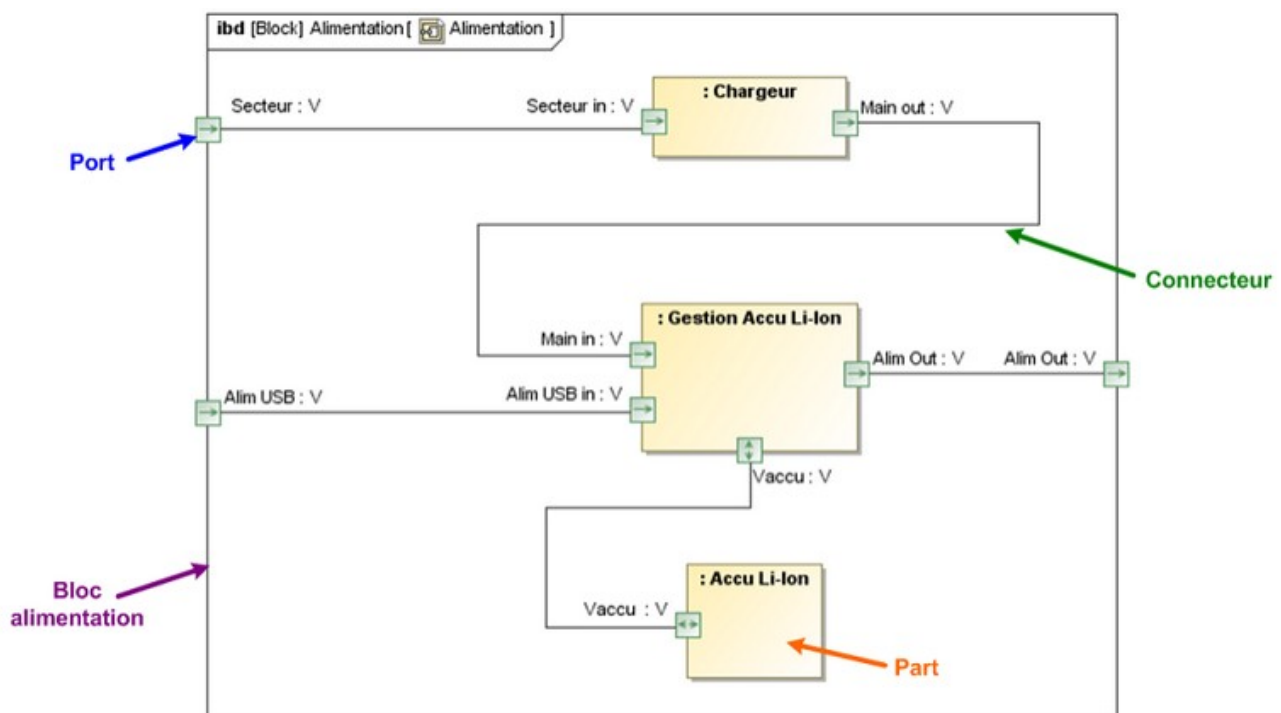 ibd [Block] Alimentation [ Alimentation ]
Secteur : V
Secteur in : V
: Chargeur
Main out : V
Port
Connecteur
: Gestion Accu Li-Ion
Main in : V
Alim Out : V
Alim Out : V
Alim USB : V
Alim USB in : V
Vaccu : V
Bloc
alimentation
: Accu Li-Ion
Vaccu : V
Part